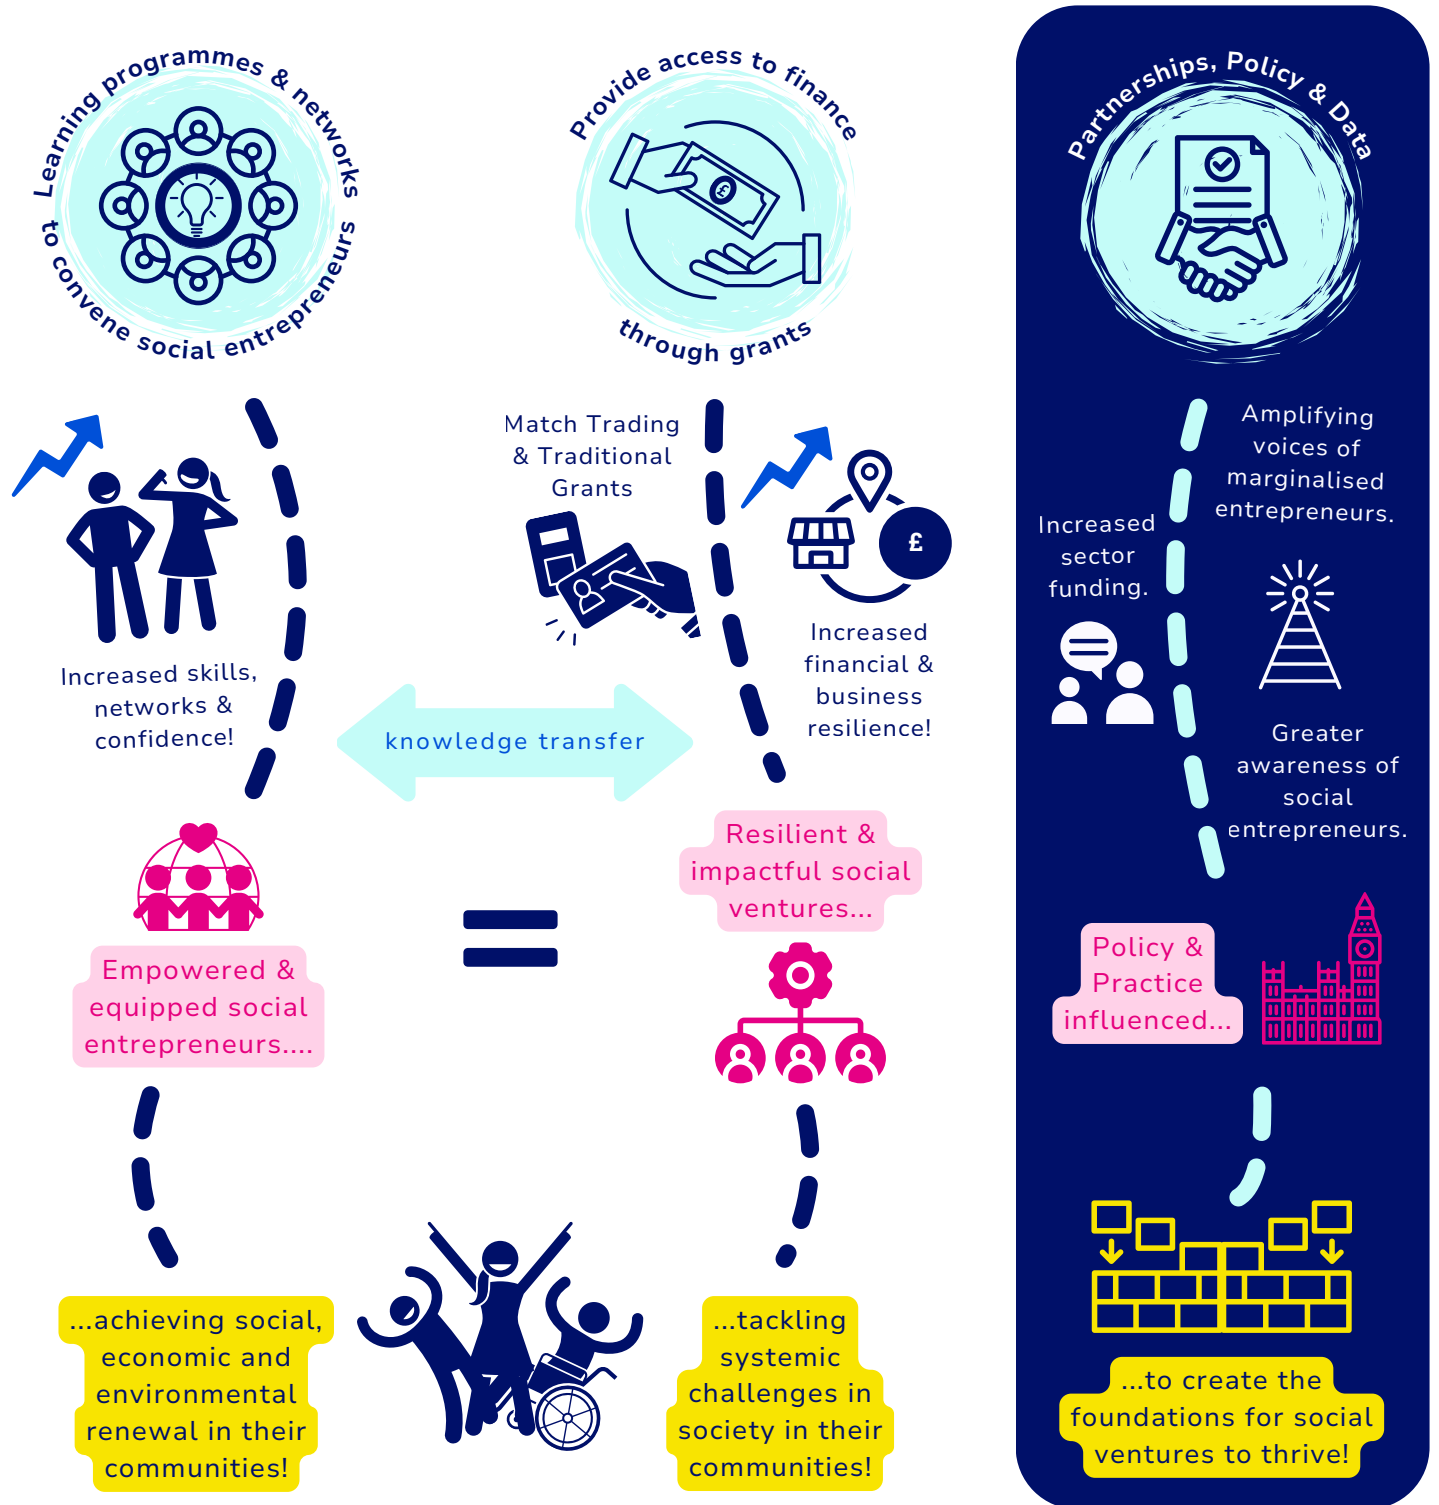 Learning programmes & networks
to convene social entrepreneurs
Increased skills,
networks &
confidence!
Provide access to finance
through grants
Match Trading
& Traditional
Grants
£
£
Increased
financial &
business
resilience!
knowledge transfer
Empowered &
equipped social
entrepreneurs....
Resilient &
impactful social
ventures...
...achieving social,
economic and
environmental
renewal in their
communities!
...tackling
systemic
challenges in
society in their
communities!
Partnerships, Policy & Data
Amplifying
voices of
marginalised
entrepreneurs.
Increased
sector
funding.
Greater
awareness of
social
entrepreneurs.
Policy &
Practice
influenced...
...to create the
foundations for social
ventures to thrive!